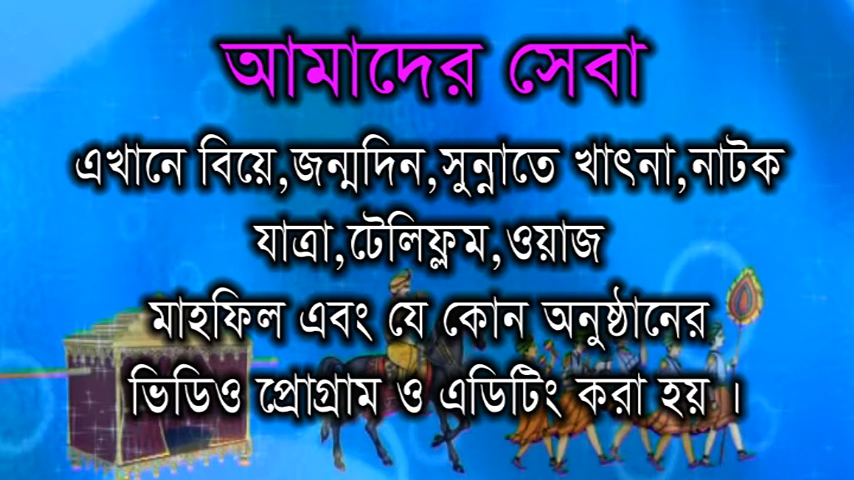 আমাদের সেবা
এখানে বিয়ে,জন্মদিন,সুন্নাতে খাৎনা,নাটক
যাত্রা,টেলিফ্লম,ওয়াজ
মাহফিল এবং যে কোন অনুষ্ঠানের
ভিডিও প্রোগ্রাম ও এডিটিং করা হয় ।